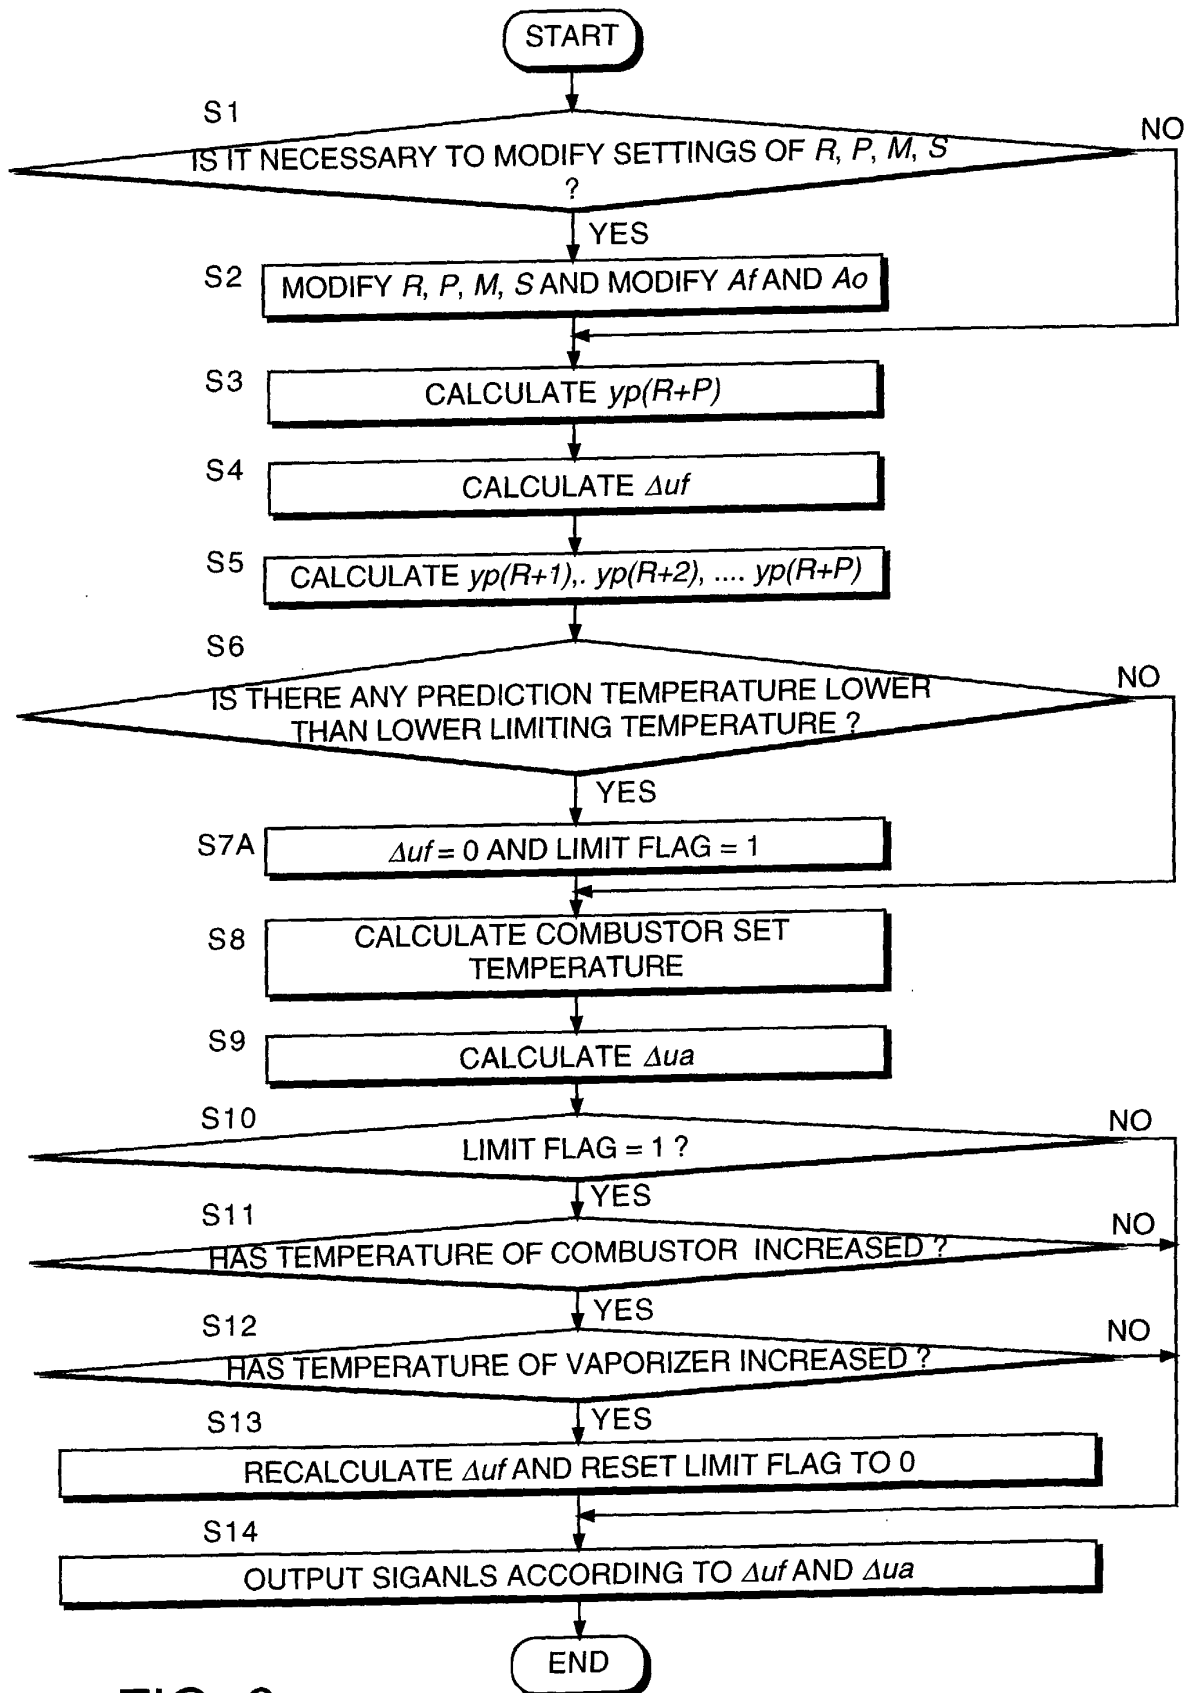 START
S1
NO
IS IT NECESSARY TO MODIFY SETTINGS OF R, P, M, S
?
YES
S2
MODIFY R, P, M, S AND MODIFY Af AND Ao
S3
CALCULATE yp(R+P)
S4
CALCULATE Δuf
S5
CALCULATE yp(R+1),. yp(R+2), .... yp(R+P)
S6
NO
IS THERE ANY PREDICTION TEMPERATURE LOWER
THAN LOWER LIMITING TEMPERATURE ?
YES
S7A
Δuf = 0 AND LIMIT FLAG = 1
S8
CALCULATE COMBUSTOR SET
TEMPERATURE
S9
CALCULATE Δua
S10
NO
LIMIT FLAG = 1 ?
YES
S11
NO
HAS TEMPERATURE OF COMBUSTOR INCREASED ?
YES
S12
NO
HAS TEMPERATURE OF VAPORIZER INCREASED ?
YES
S13
RECALCULATE Δuf AND RESET LIMIT FLAG TO 0
S14
OUTPUT SIGANLS ACCORDING TO Δuf AND Δua
END